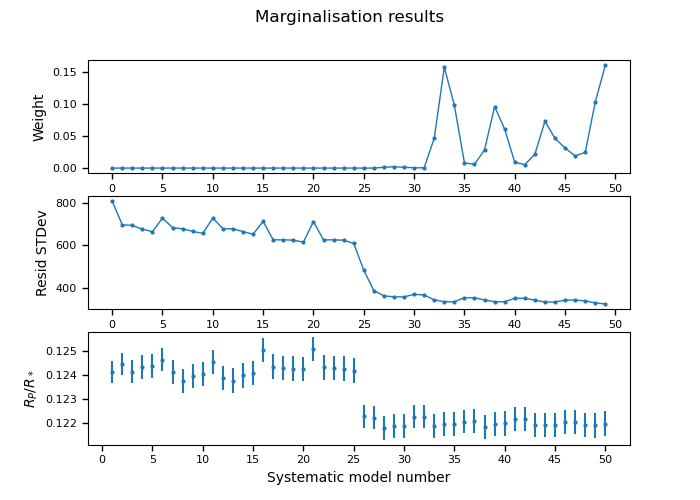 Marginalisation results
0.15
0.10
0.05
0.00
Weight
0 5 10 15 20 25 30 35 40 45 50
800
600
400
Resid STDev
0 5 10 15 20 25 30 35 40 45 50
0.125
0.124
0.123
0.122
R_P/R_*
0 5 10 15 20 25 30 35 40 45 50
Systematic model number